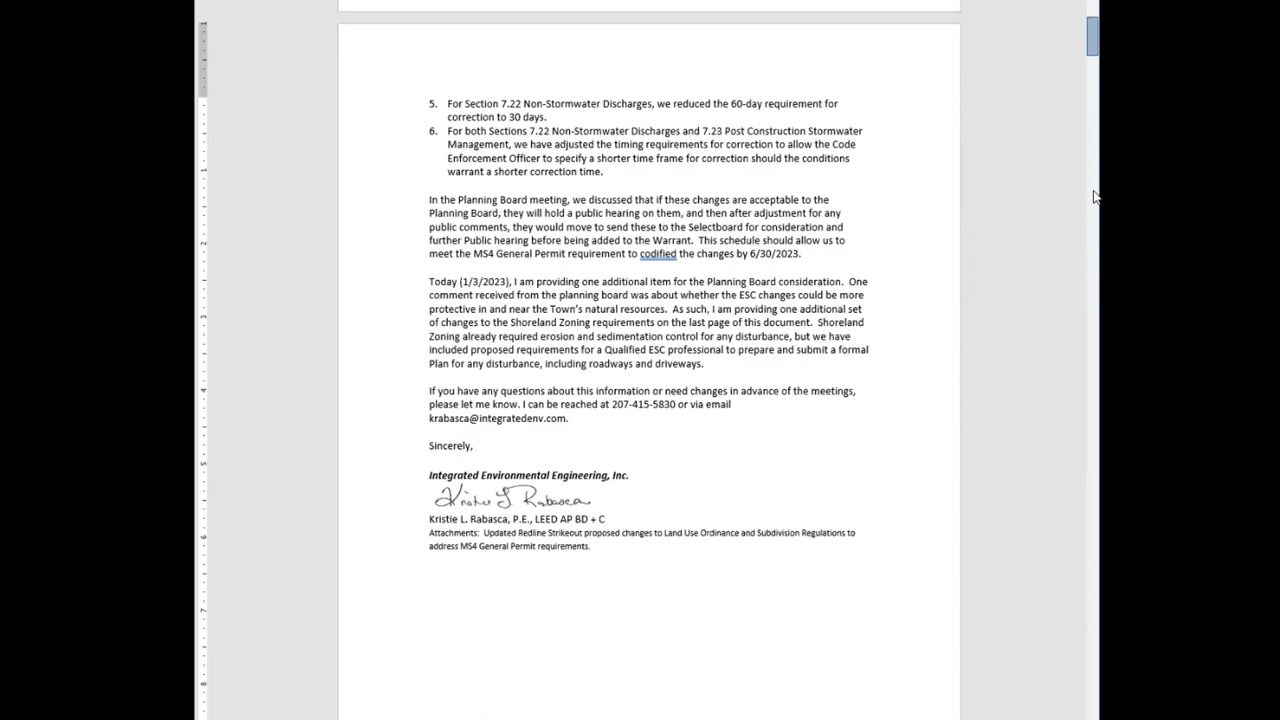 5. For Section 7.22 Non-Stormwater Discharges, we reduced the 60-day requirement for
correction to 30 days.
6. For both Sections 7.22 Non-Stormwater Discharges and 7.23 Post Construction Stormwater
Management, we have adjusted the timing requirements for correction to allow the Code
Enforcement Officer to specify a shorter time frame for correction should the conditions
warrant a shorter correction time.
In the Planning Board meeting, we discussed that if these changes are acceptable to the
Planning Board, they will hold a public hearing on them, and then after adjustment for any
public comments, they would move to send these to the Selectboard for consideration and
further Public hearing before being added to the Warrant. This schedule should allow us to
meet the MS4 General Permit requirement to codified the changes by 6/30/2023.
Today (1/3/2023), I am providing one additional item for the Planning Board consideration. One
comment received from the planning board was about whether the ESC changes could be more
protective in and near the Town's natural resources. As such, I am providing one additional set
of changes to the Shoreland Zoning requirements on the last page of this document. Shoreland
Zoning already required erosion and sedimentation control for any disturbance, but we have
included proposed requirements for a Qualified ESC professional to prepare and submit a formal
Plan for any disturbance, including roadways and driveways.
If you have any questions about this information or need changes in advance of the meetings,
please let me know. I can be reached at 207-415-5830 or via email
krabasca@integratedenv.com.
Sincerely,
Integrated Environmental Engineering, Inc.
Kristie L Rabasca
Kristie L. Rabasca, P.E., LEED AP BD + C
Attachments: Updated Redline Strikeout proposed changes to Land Use Ordinance and Subdivision Regulations to
address MS4 General Permit requirements.